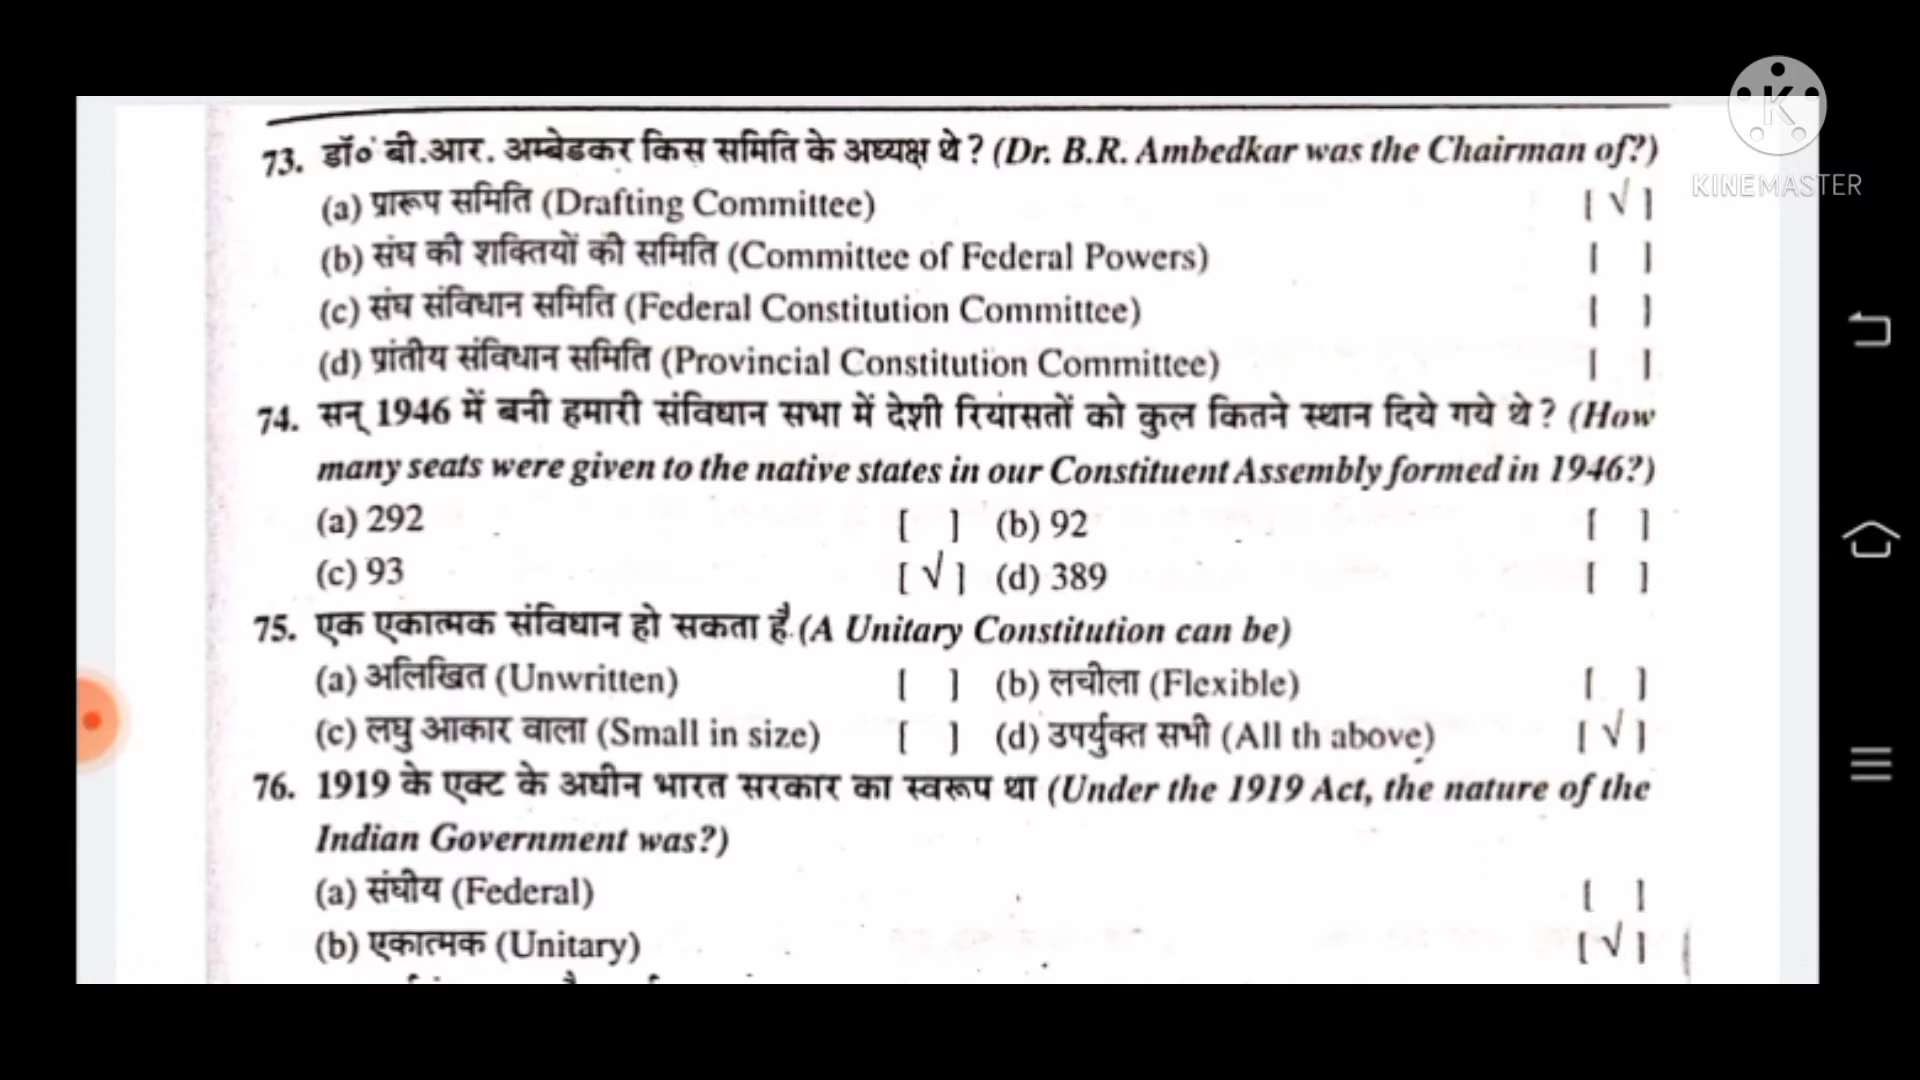 K
KINEMASTER
73. डॉ० बी.आर. अम्बेडकर किस समिति के अध्यक्ष थे? (Dr. B.R. Ambedkar was the Chairman of?)
(a) प्रारूप समिति (Drafting Committee) [ √ ]
(b) संघ की शक्तियों की समिति (Committee of Federal Powers) [ ]
(c) संघ संविधान समिति (Federal Constitution Committee) [ ]
(d) प्रांतीय संविधान समिति (Provincial Constitution Committee) [ ]
74. सन् 1946 में बनी हमारी संविधान सभा में देशी रियासतों को कुल कितने स्थान दिये गये थे? (How
many seats were given to the native states in our Constituent Assembly formed in 1946?)
(a) 292 [ ] (b) 92 [ ]
(c) 93 [ √ ] (d) 389 [ ]
75. एक एकात्मक संविधान हो सकता है (A Unitary Constitution can be)
(a) अलिखित (Unwritten) [ ] (b) लचीला (Flexible) [ ]
(c) लघु आकार वाला (Small in size) [ ] (d) उपर्युक्त सभी (All th above) [ √ ]
76. 1919 के एक्ट के अधीन भारत सरकार का स्वरूप था (Under the 1919 Act, the nature of the
Indian Government was?)
(a) संघीय (Federal) [ ]
(b) एकात्मक (Unitary) [ √ ]